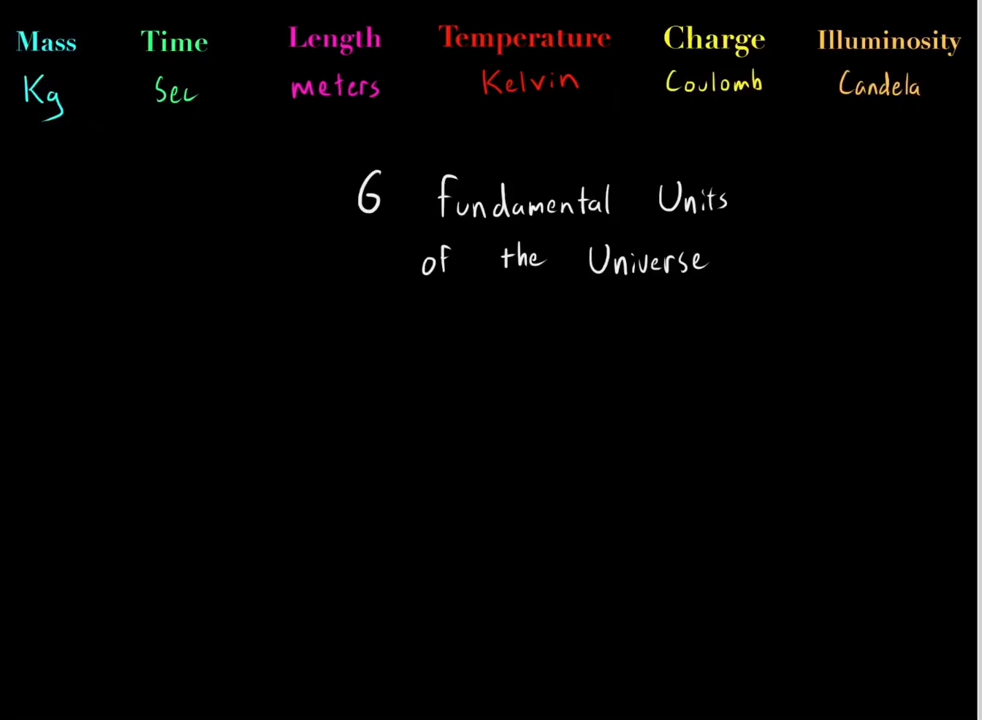 Mass Time Length Temperature Charge Illuminosity
Kg Sec meters Kelvin Coulomb Candela
6 fundamental Units
of the Universe